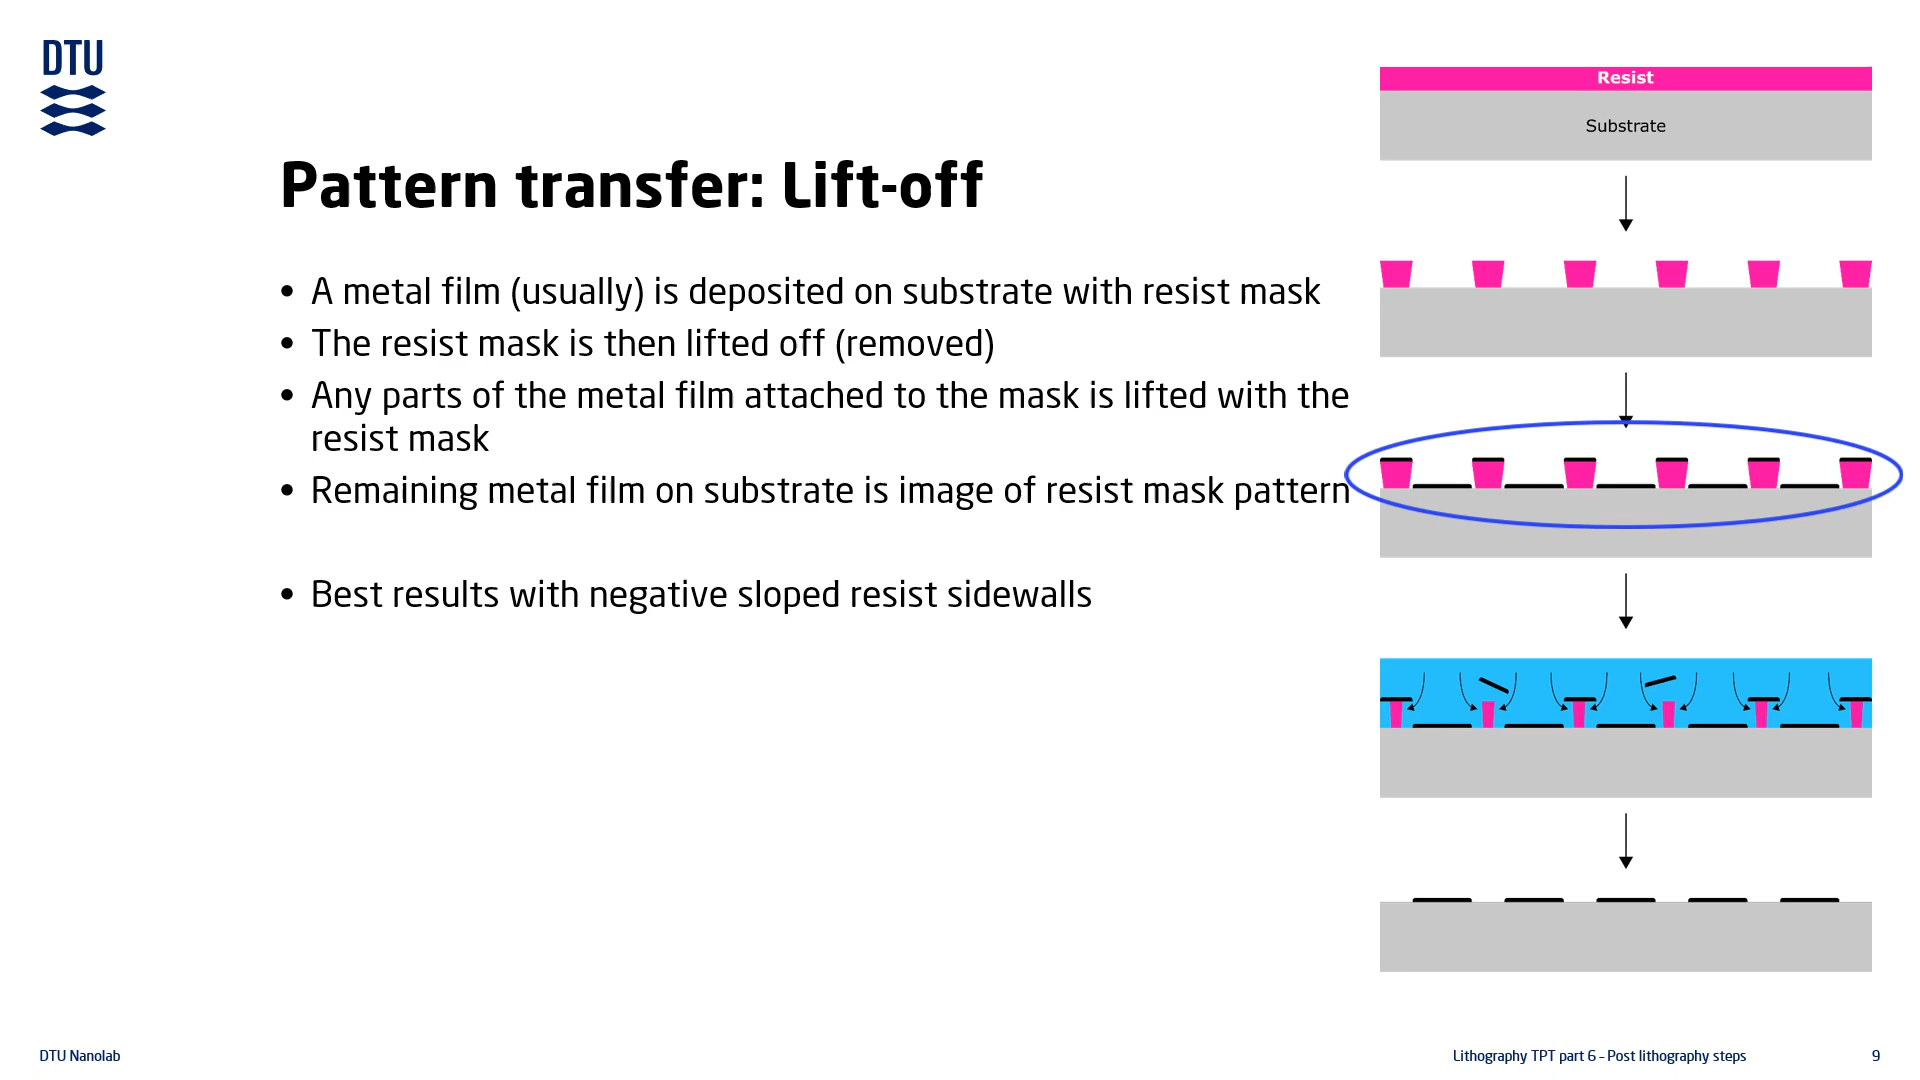 DTU
Resist
Substrate
Pattern transfer: Lift-off
• A metal film (usually) is deposited on substrate with resist mask
• The resist mask is then lifted off (removed)
• Any parts of the metal film attached to the mask is lifted with the
resist mask
• Remaining metal film on substrate is image of resist mask pattern
• Best results with negative sloped resist sidewalls
DTU Nanolab
Lithography TPT part 6 – Post lithography steps
9